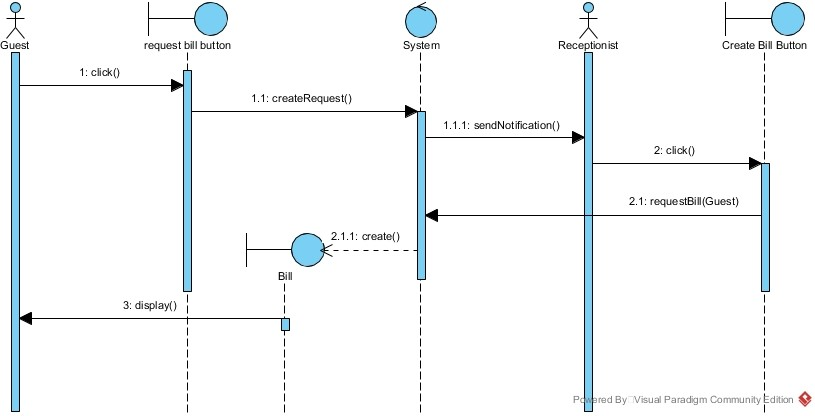 Guest
request bill button
System
Receptionist
Create Bill Button
1: click()
1.1: createRequest()
1.1.1: sendNotification()
2: click()
2.1: requestBill(Guest)
2.1.1: create()
Bill
3: display()
Powered By Visual Paradigm Community Edition